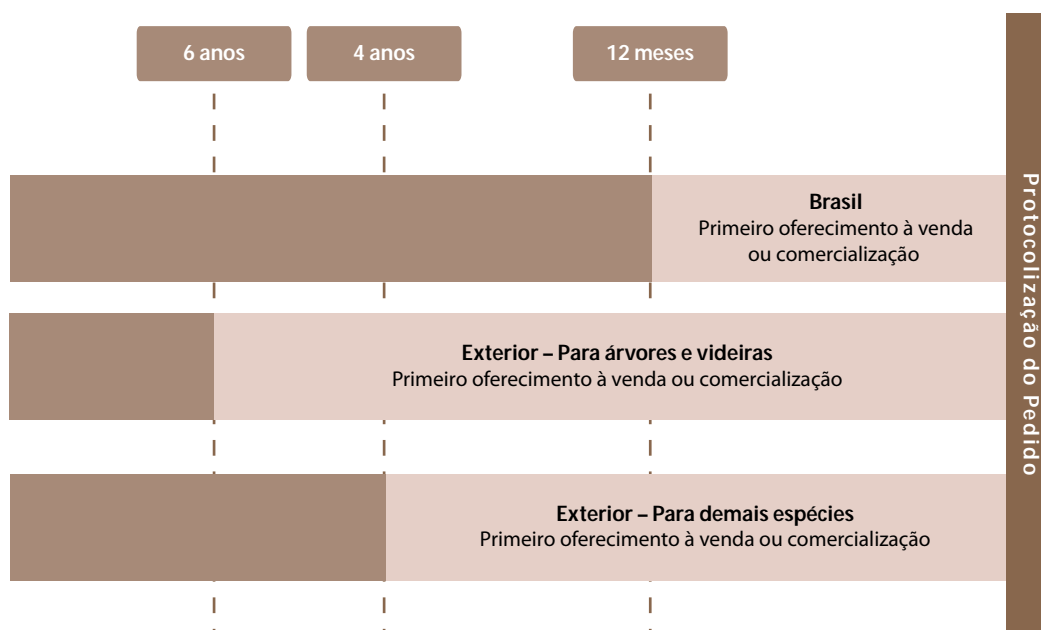 6 anos
4 anos
12 meses
Brasil
Primeiro oferecimento à venda
ou comercialização
Exterior – Para árvores e videiras
Primeiro oferecimento à venda ou comercialização
Exterior – Para demais espécies
Primeiro oferecimento à venda ou comercialização
Protocolização do Pedido